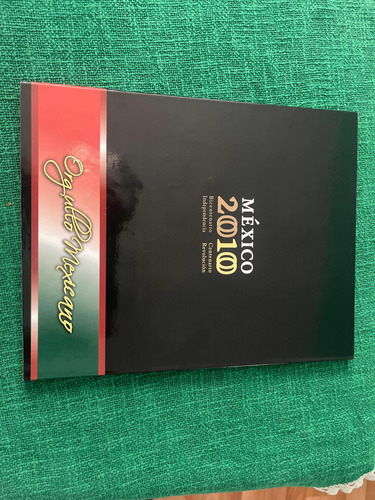 MÉXICO
2010
Bicentenario Centenario
Independencia Revolución
Orgullo Mexicano